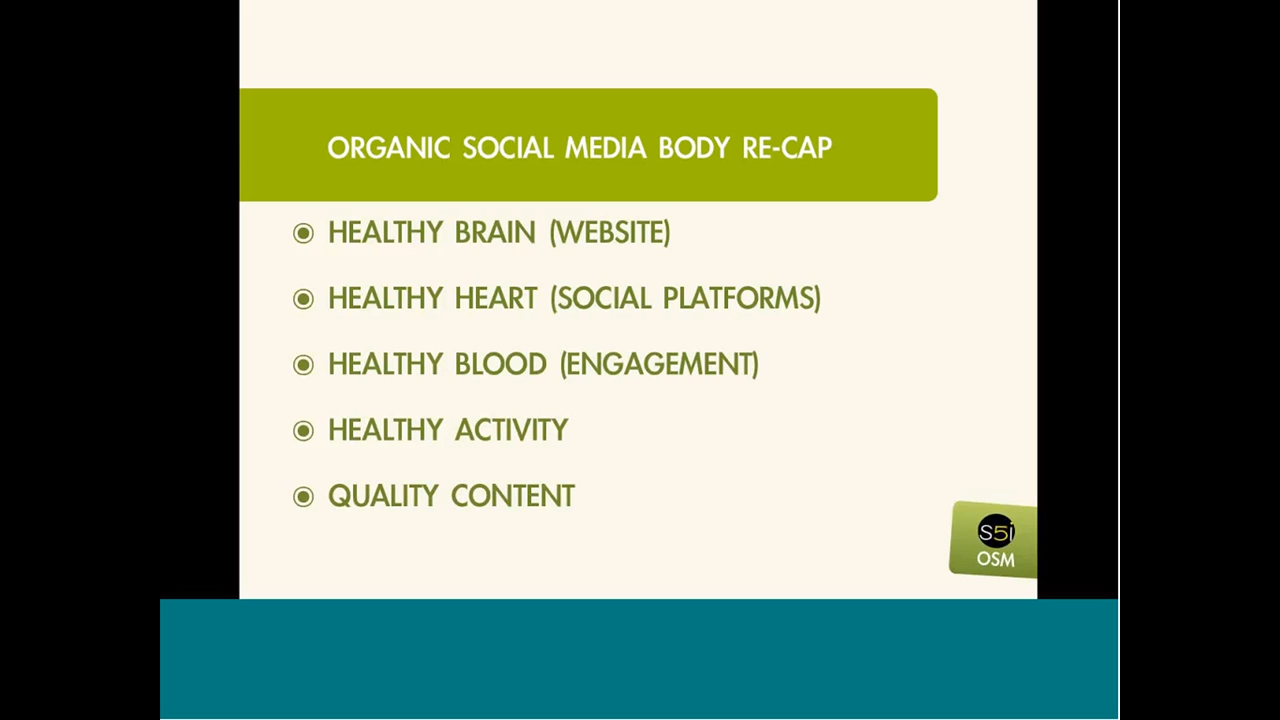 ORGANIC SOCIAL MEDIA BODY RE-CAP
HEALTHY BRAIN (WEBSITE)
HEALTHY HEART (SOCIAL PLATFORMS)
HEALTHY BLOOD (ENGAGEMENT)
HEALTHY ACTIVITY
QUALITY CONTENT
S5i
OSM